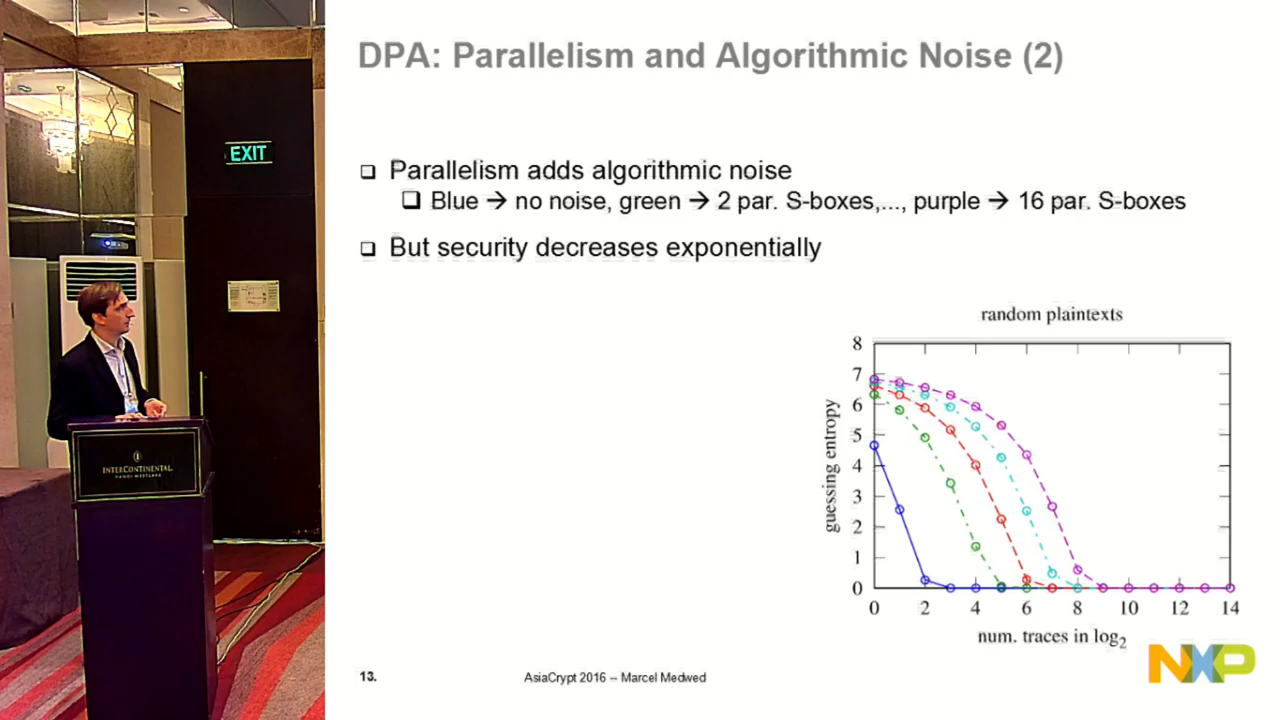 DPA: Parallelism and Algorithmic Noise (2)
EXIT
Parallelism adds algorithmic noise
Blue → no noise, green → 2 par. S-boxes,..., purple → 16 par. S-boxes
But security decreases exponentially
random plaintexts
8
7
6
5
4
3
2
1
0
guessing entropy
0 2 4 6 8 10 12 14
num. traces in log2
INTERCONTINENTAL
HANOI WESTLAKE
13. AsiaCrypt 2016 – Marcel Medwed
NXP